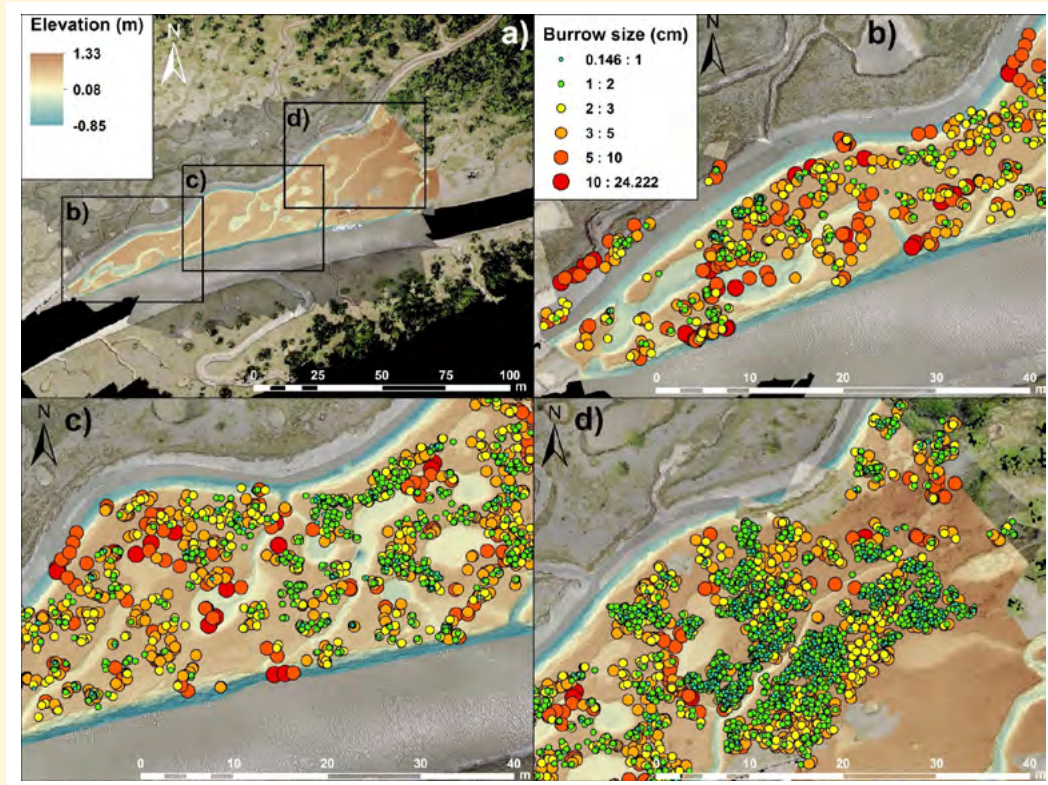 Elevation (m)
1.33
0.08
-0.85
N
a)
b)
c)
d)
0 25 50 75 100
m
N
b)
Burrow size (cm)
0.146 : 1
1 : 2
2 : 3
3 : 5
5 : 10
10 : 24.222
0 10 20 30 40
m
c)
N
0 10 20 30 40
m
N
d)
0 10 20 30 40
m